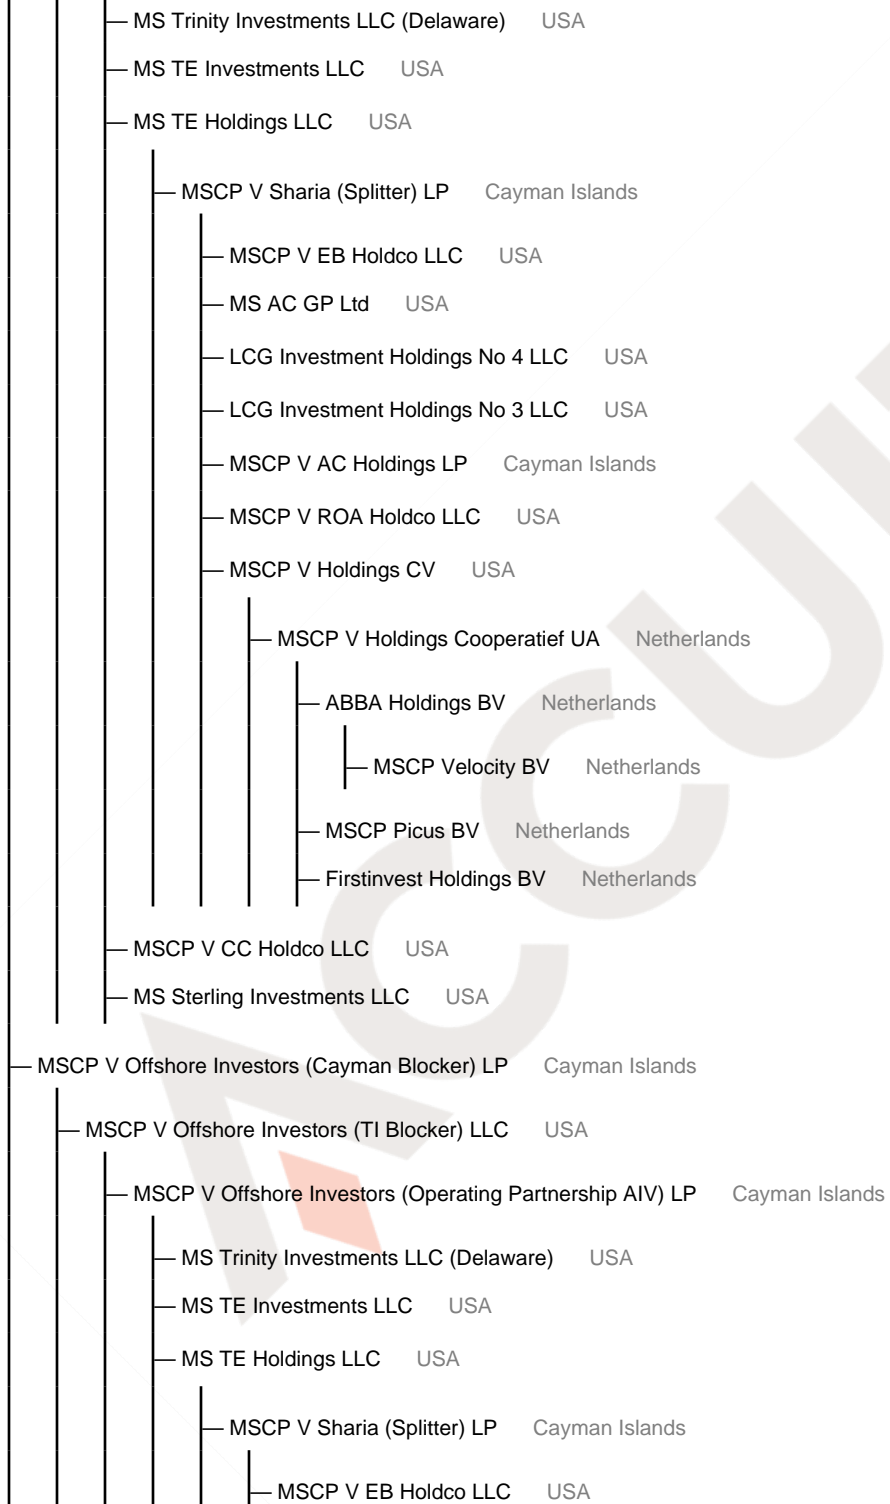 MS Trinity Investments LLC (Delaware) USA
MS TE Investments LLC USA
MS TE Holdings LLC USA
MSCP V Sharia (Splitter) LP Cayman Islands
MSCP V EB Holdco LLC USA
MS AC GP Ltd USA
LCG Investment Holdings No 4 LLC USA
LCG Investment Holdings No 3 LLC USA
MSCP V AC Holdings LP Cayman Islands
MSCP V ROA Holdco LLC USA
MSCP V Holdings CV USA
MSCP V Holdings Cooperatief UA Netherlands
ABBA Holdings BV Netherlands
MSCP Velocity BV Netherlands
MSCP Picus BV Netherlands
Firstinvest Holdings BV Netherlands
MSCP V CC Holdco LLC USA
MS Sterling Investments LLC USA
MSCP V Offshore Investors (Cayman Blocker) LP Cayman Islands
MSCP V Offshore Investors (TI Blocker) LLC USA
MSCP V Offshore Investors (Operating Partnership AIV) LP Cayman Islands
MS Trinity Investments LLC (Delaware) USA
MS TE Investments LLC USA
MS TE Holdings LLC USA
MSCP V Sharia (Splitter) LP Cayman Islands
MSCP V EB Holdco LLC USA